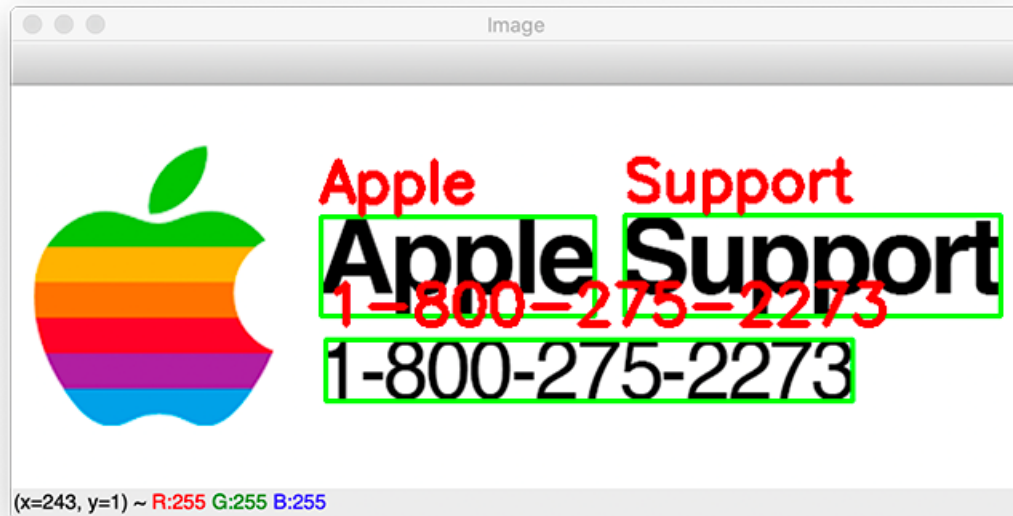 Image
Apple Support
Apple Support
1-800-275-2273
1-800-275-2273
(x=243, y=1) ~ R:255 G:255 B:255